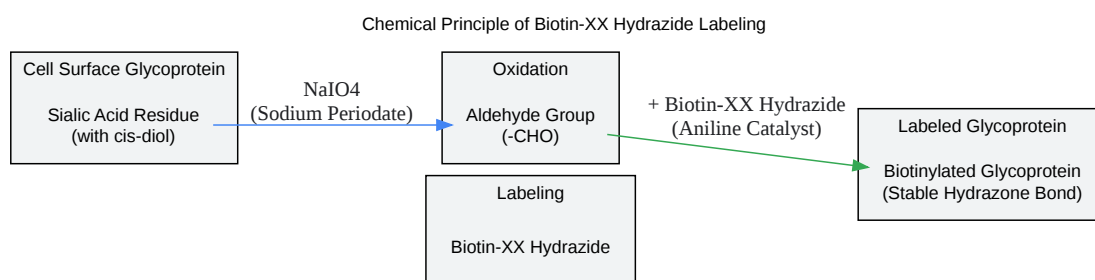 Chemical Principle of Biotin-XX Hydrazide Labeling
Cell Surface Glycoprotein
Sialic Acid Residue
(with cis-diol)
NaIO4
(Sodium Periodate)
Oxidation
Aldehyde Group
(-CHO)
+ Biotin-XX Hydrazide
(Aniline Catalyst)
Labeled Glycoprotein
Biotinylated Glycoprotein
(Stable Hydrazone Bond)
Labeling
Biotin-XX Hydrazide